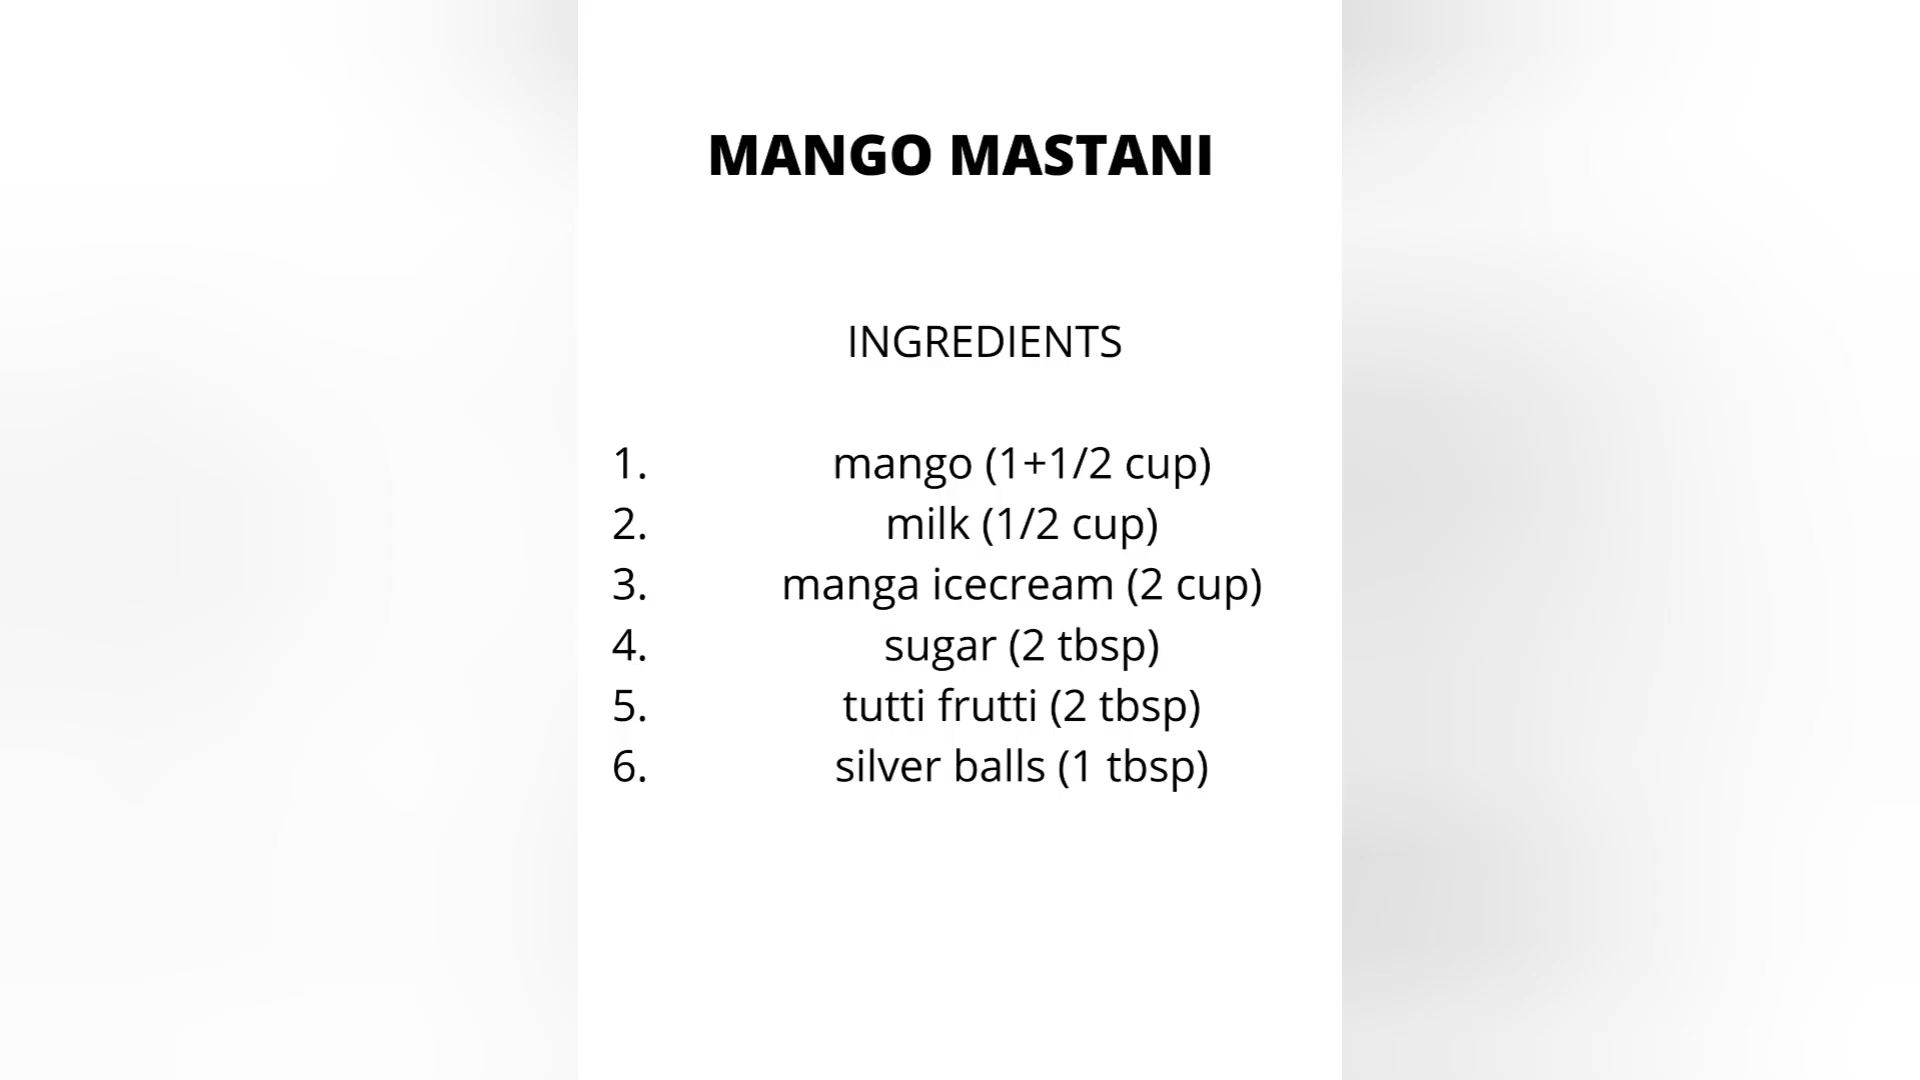 MANGO MASTANI
INGREDIENTS
1. mango (1+1/2 cup)
2. milk (1/2 cup)
3. manga icecream (2 cup)
4. sugar (2 tbsp)
5. tutti frutti (2 tbsp)
6. silver balls (1 tbsp)